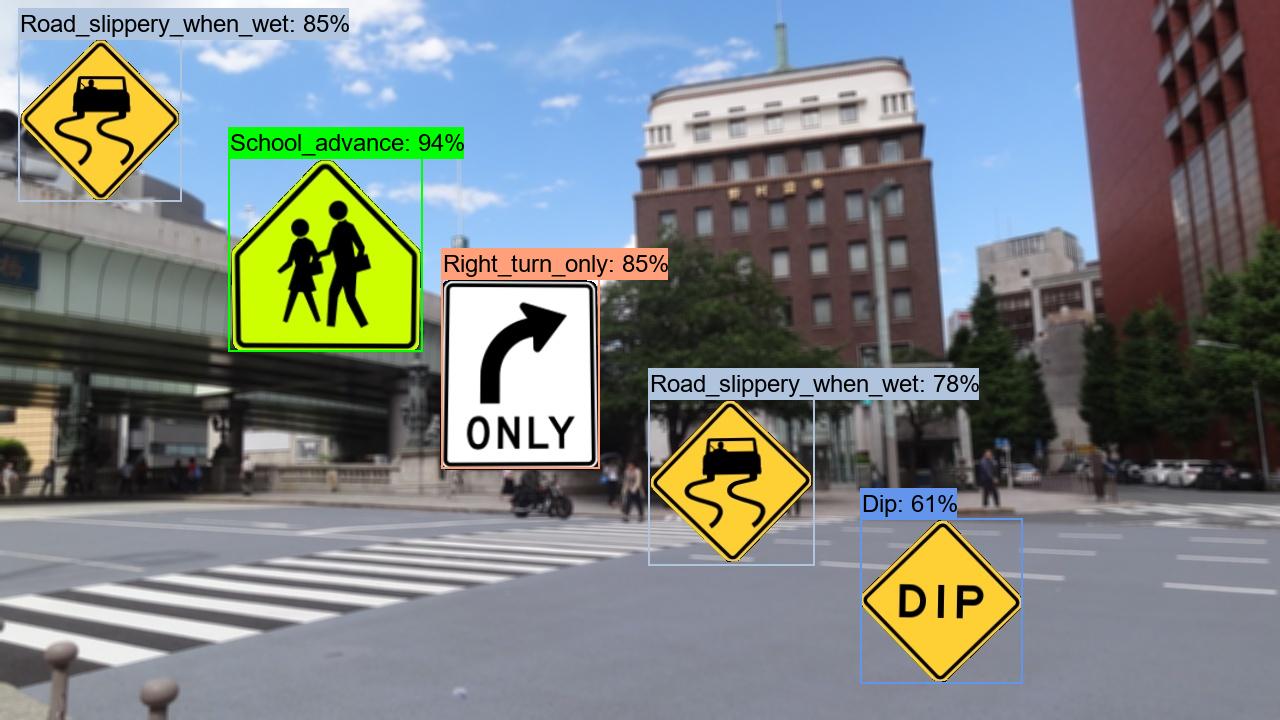 Road_slippery_when_wet: 85%
School_advance: 94%
Right_turn_only: 85%
ONLY
Road_slippery_when_wet: 78%
Dip: 61%
DIP